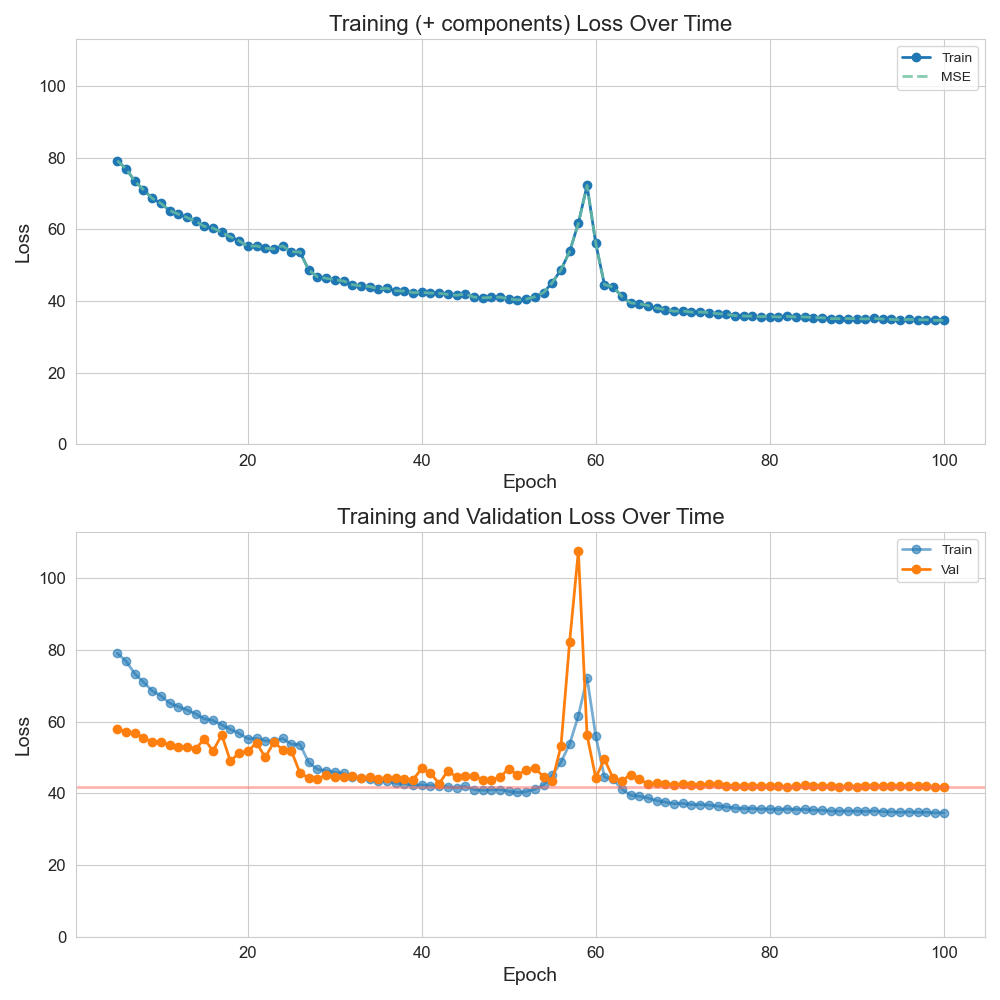 Training (+ components) Loss Over Time
Train
MSE
100
80
60
40
20
0
Loss
20 40 60 80 100
Epoch
Training and Validation Loss Over Time
Train
Val
100
80
60
40
20
0
Loss
20 40 60 80 100
Epoch